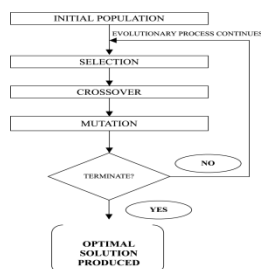 INITIAL POPULATION
EVOLUTIONARY PROCESS CONTINUES
SELECTION
CROSSOVER
MUTATION
TERMINATE?
NO
YES
OPTIMAL
SOLUTION
PRODUCED